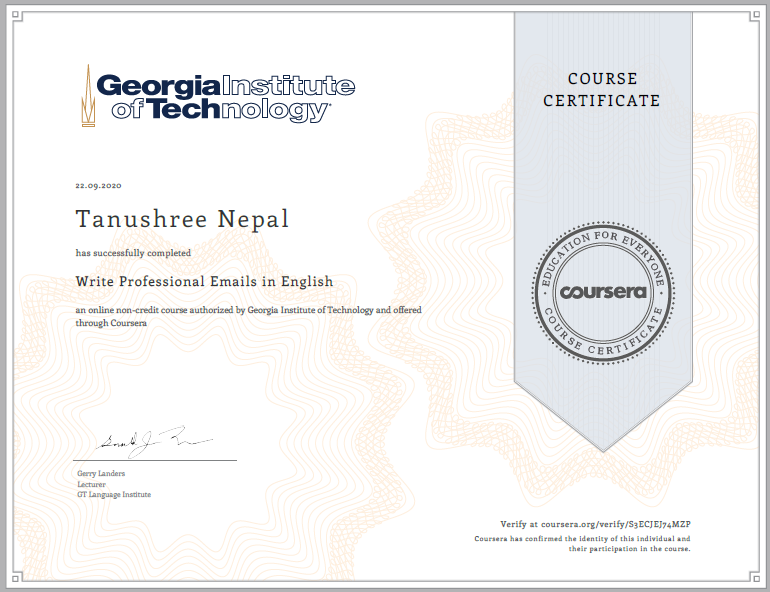 Georgia Institute
of Technology
COURSE
CERTIFICATE
22.09.2020
Tanushree Nepal
has successfully completed
Write Professional Emails in English
an online non-credit course authorized by Georgia Institute of Technology and offered
through Coursera
EDUCATION FOR EVERYONE
coursera
COURSE CERTIFICATE
Gerry Landers
Lecturer
GT Language Institute
Verify at coursera.org/verify/S3ECJEJ74MZP
Coursera has confirmed the identity of this individual and
their participation in the course.